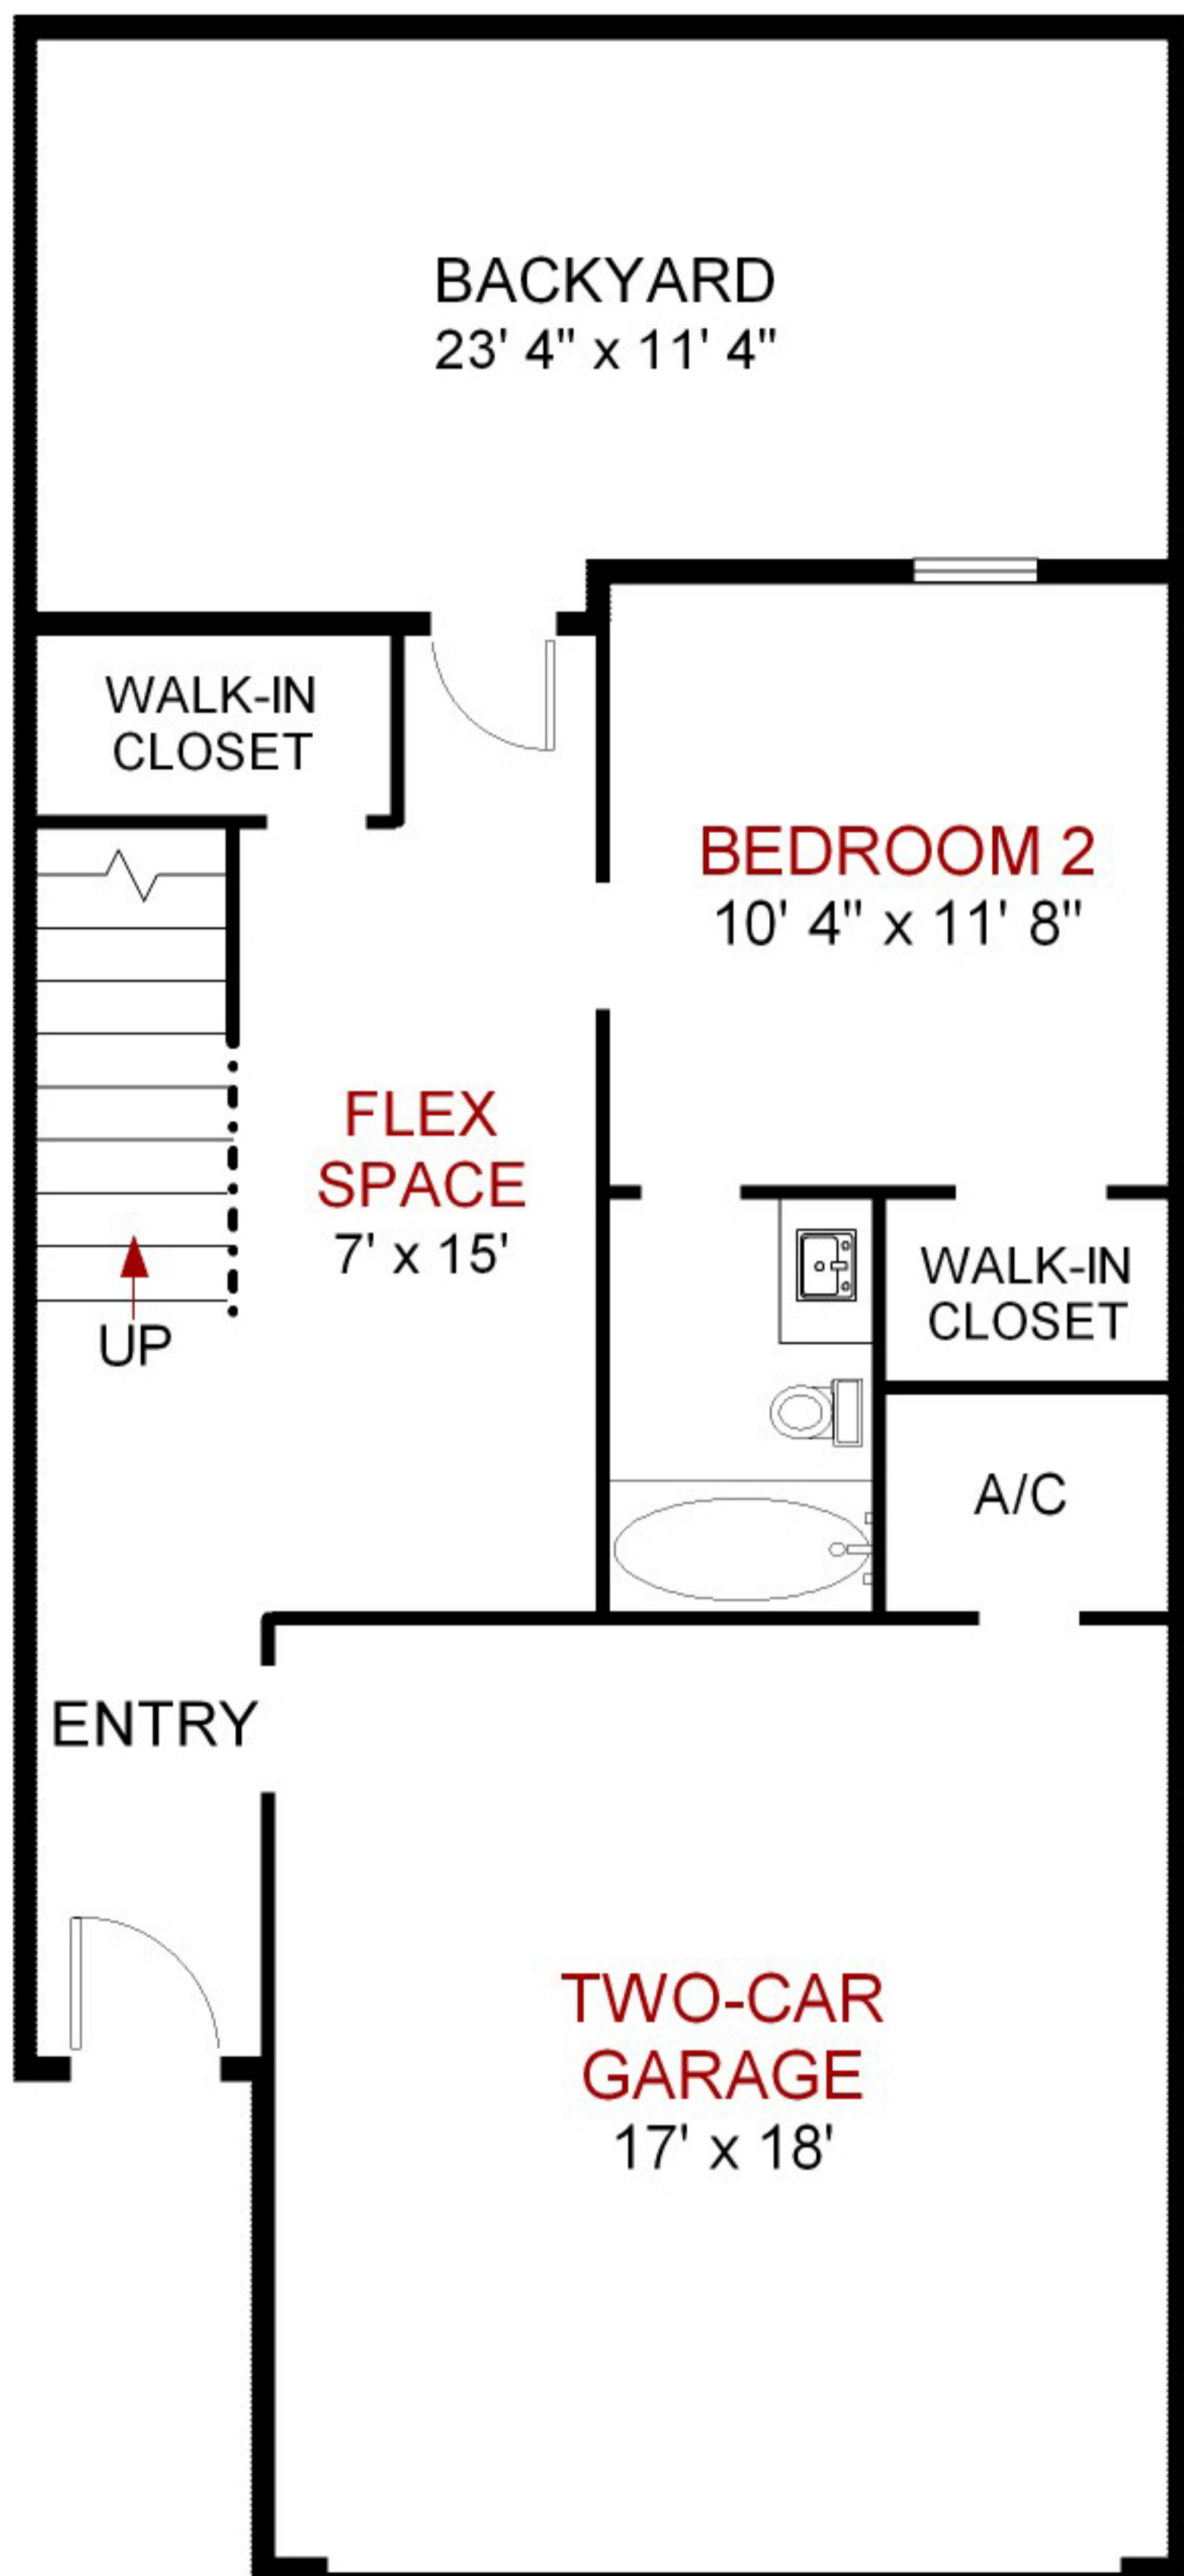 BACKYARD
23' 4" x 11' 4"
WALK-IN
CLOSET
BEDROOM 2
10' 4" x 11' 8"
FLEX
SPACE
7' x 15'
UP
WALK-IN
CLOSET
A/C
ENTRY
TWO-CAR
GARAGE
17' x 18'